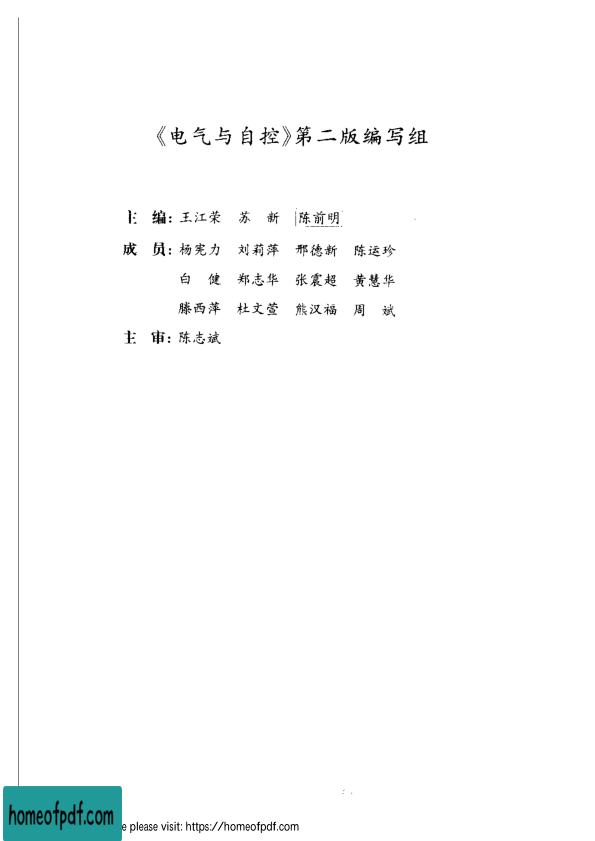 《电气与自控》第二版编写组
主 编: 王江荣 苏 新 陈前明
成 员: 杨宪力 刘莉萍 邢德新 陈运珍
白 健 郑志华 张震超 黄慧华
滕西萍 杜文萱 熊汉福 周 斌
主 审: 陈志斌
homeofpdf.com
e please visit: https://homeofpdf.com